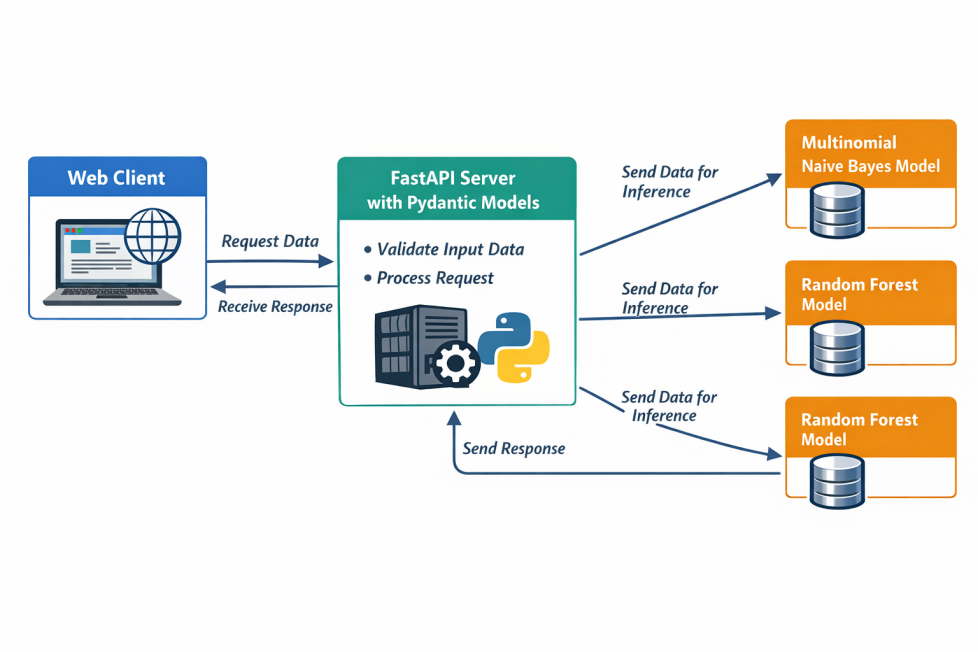 Web Client
Request Data
Receive Response
FastAPI Server
with Pydantic Models
• Validate Input Data
• Process Request
Send Data for
Inference
Multinomial
Naive Bayes Model
Send Data for
Inference
Random Forest
Model
Send Data for
Inference
Random Forest
Model
Send Response